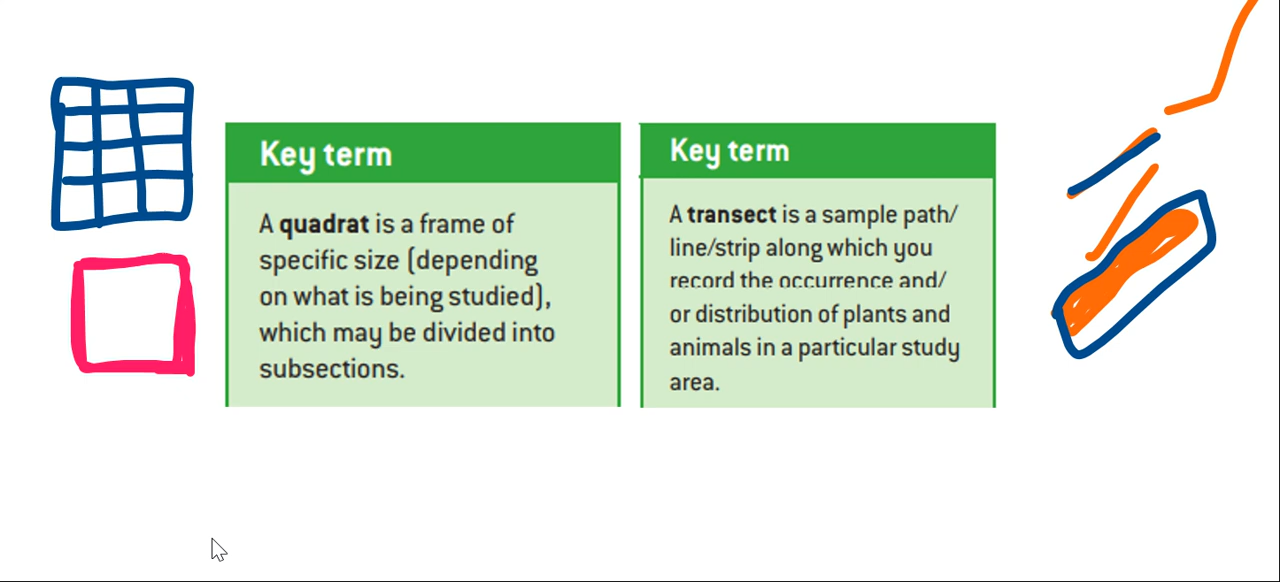 Key term
A quadrat is a frame of
specific size (depending
on what is being studied),
which may be divided into
subsections.
Key term
A transect is a sample path/
line/strip along which you
record the occurrence and/
or distribution of plants and
animals in a particular study
area.